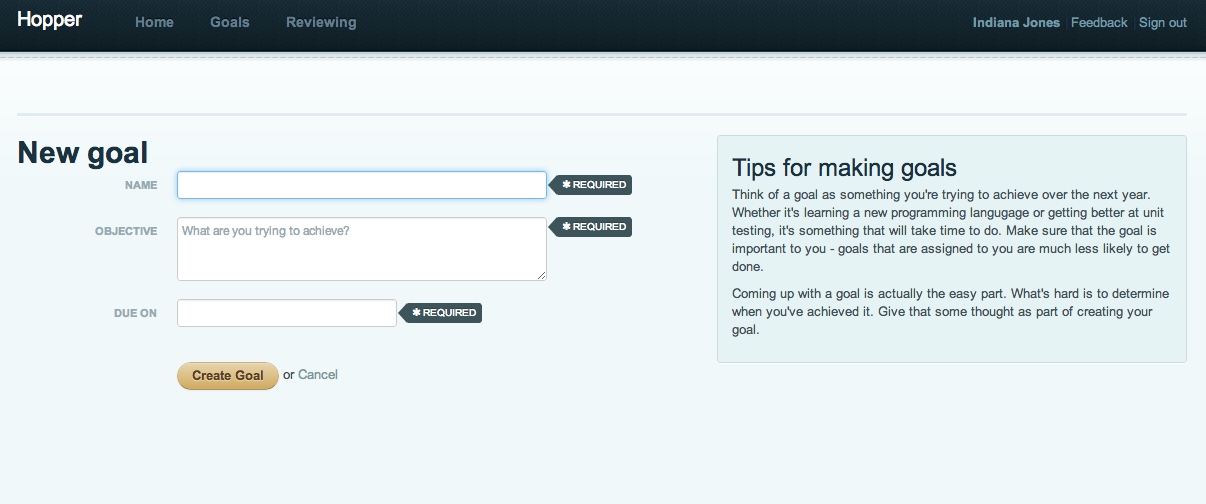 Hopper Home Goals Reviewing Indiana Jones Feedback Sign out
New goal
NAME ✱ REQUIRED
OBJECTIVE What are you trying to achieve? ✱ REQUIRED
DUE ON ✱ REQUIRED
Create Goal or Cancel
Tips for making goals
Think of a goal as something you're trying to achieve over the next year.
Whether it's learning a new programming langugage or getting better at unit
testing, it's something that will take time to do. Make sure that the goal is
important to you - goals that are assigned to you are much less likely to get
done.
Coming up with a goal is actually the easy part. What's hard is to determine
when you've achieved it. Give that some thought as part of creating your
goal.